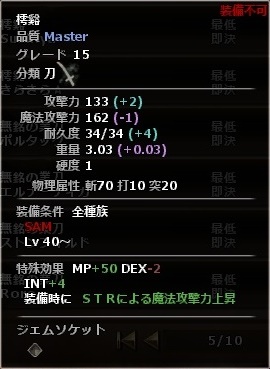 装備不可
樗鉊
品質 Master
グレード 15
分類 刀
攻撃力 133 (+2)
魔法攻撃力 162 (-1)
耐久度 34/34 (+4)
重量 3.03 (+0.03)
硬度 1
物理属性 斬70 打10 突20
装備条件 全種族
SAM
Lv 40～
特殊効果 MP+50 DEX-2
INT+4
装備時に ＳＴＲによる魔法攻撃力上昇
ジェムソケット
5/10